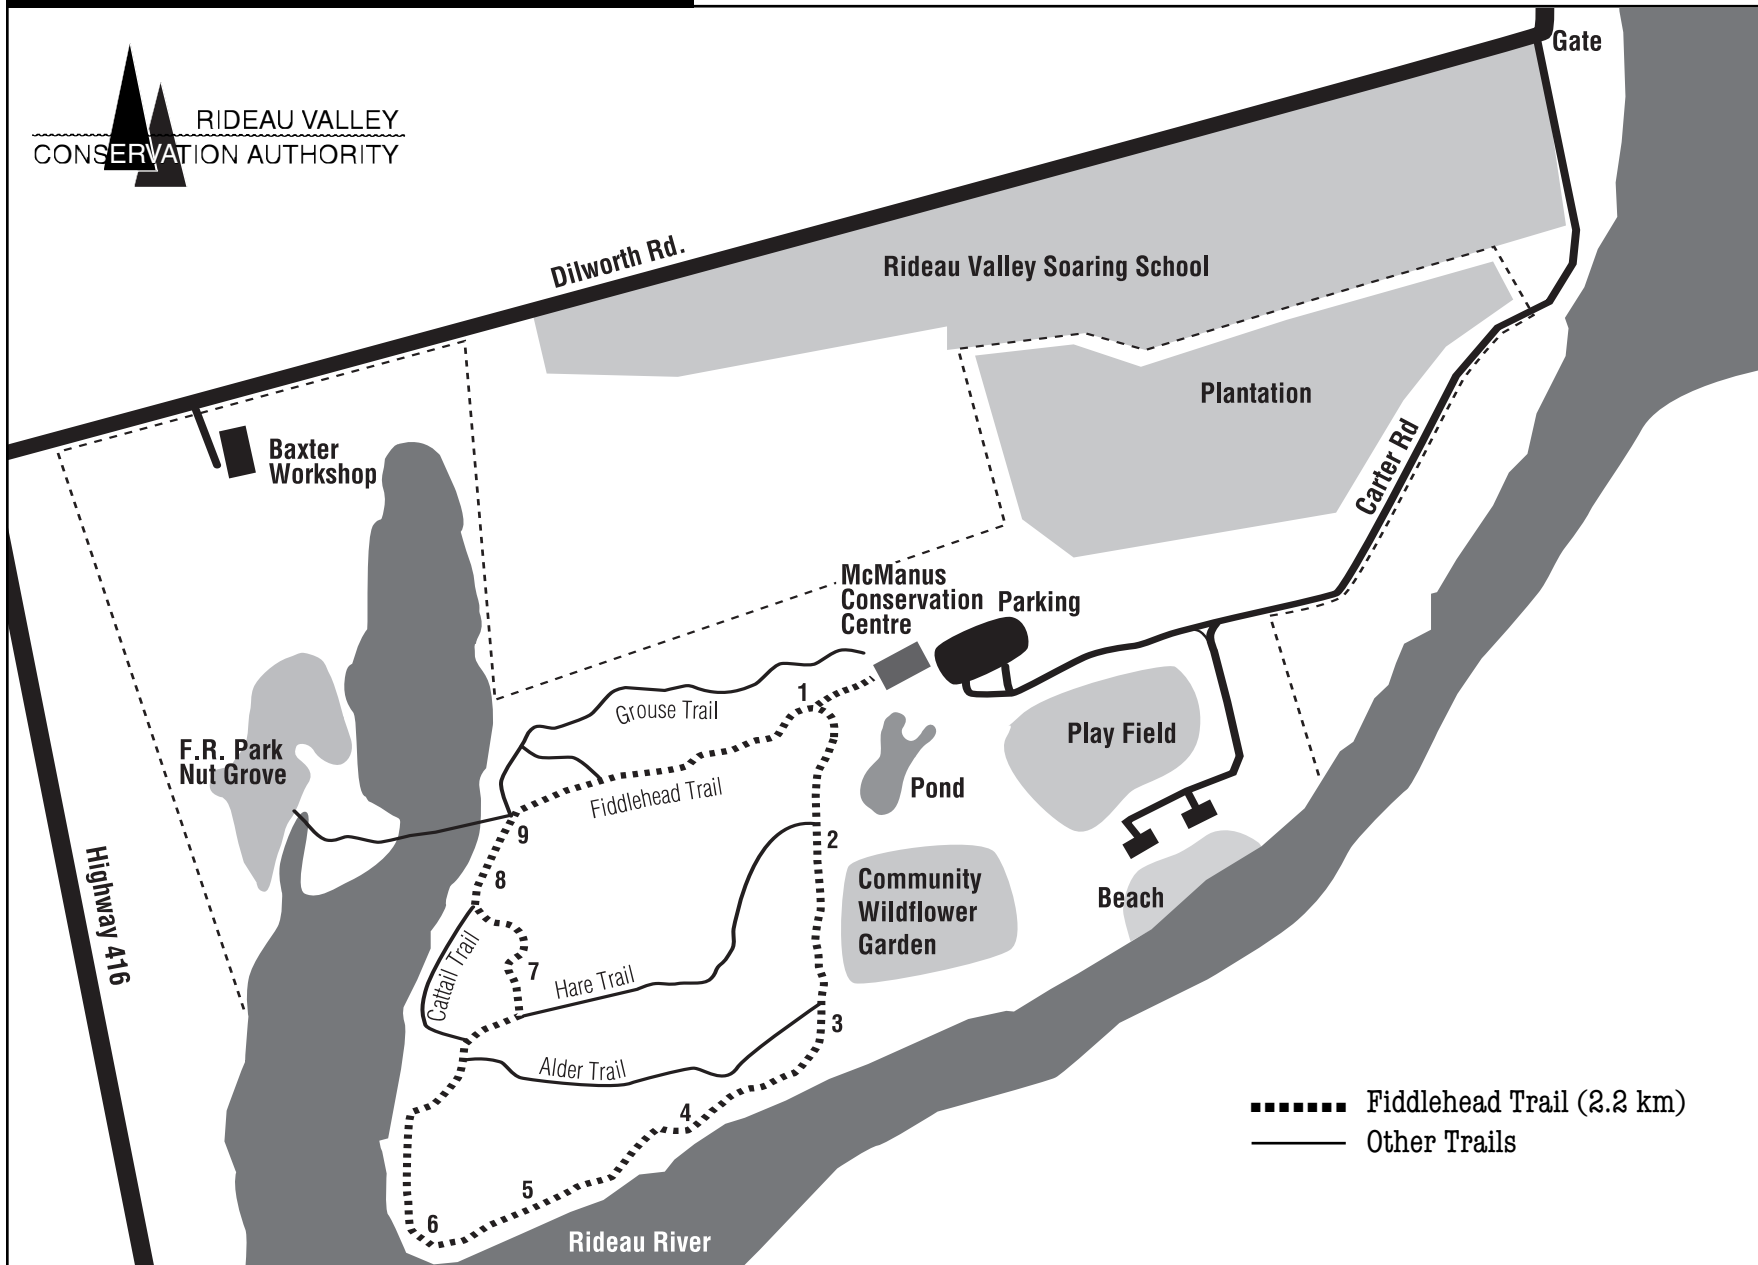 Gate
RIDEAU VALLEY
CONSERVATION AUTHORITY
Dilworth Rd.
Rideau Valley Soaring School
Plantation
Baxter
Workshop
Carter Rd
McManus
Conservation
Centre
Parking
1
Grouse Trail
Play Field
F.R. Park
Nut Grove
Fiddlehead Trail
Pond
9
2
8
Community
Wildflower
Garden
Beach
Highway 416
Cattail Trail
7
Hare Trail
3
Alder Trail
4
Fiddlehead Trail (2.2 km)
Other Trails
5
6
Rideau River